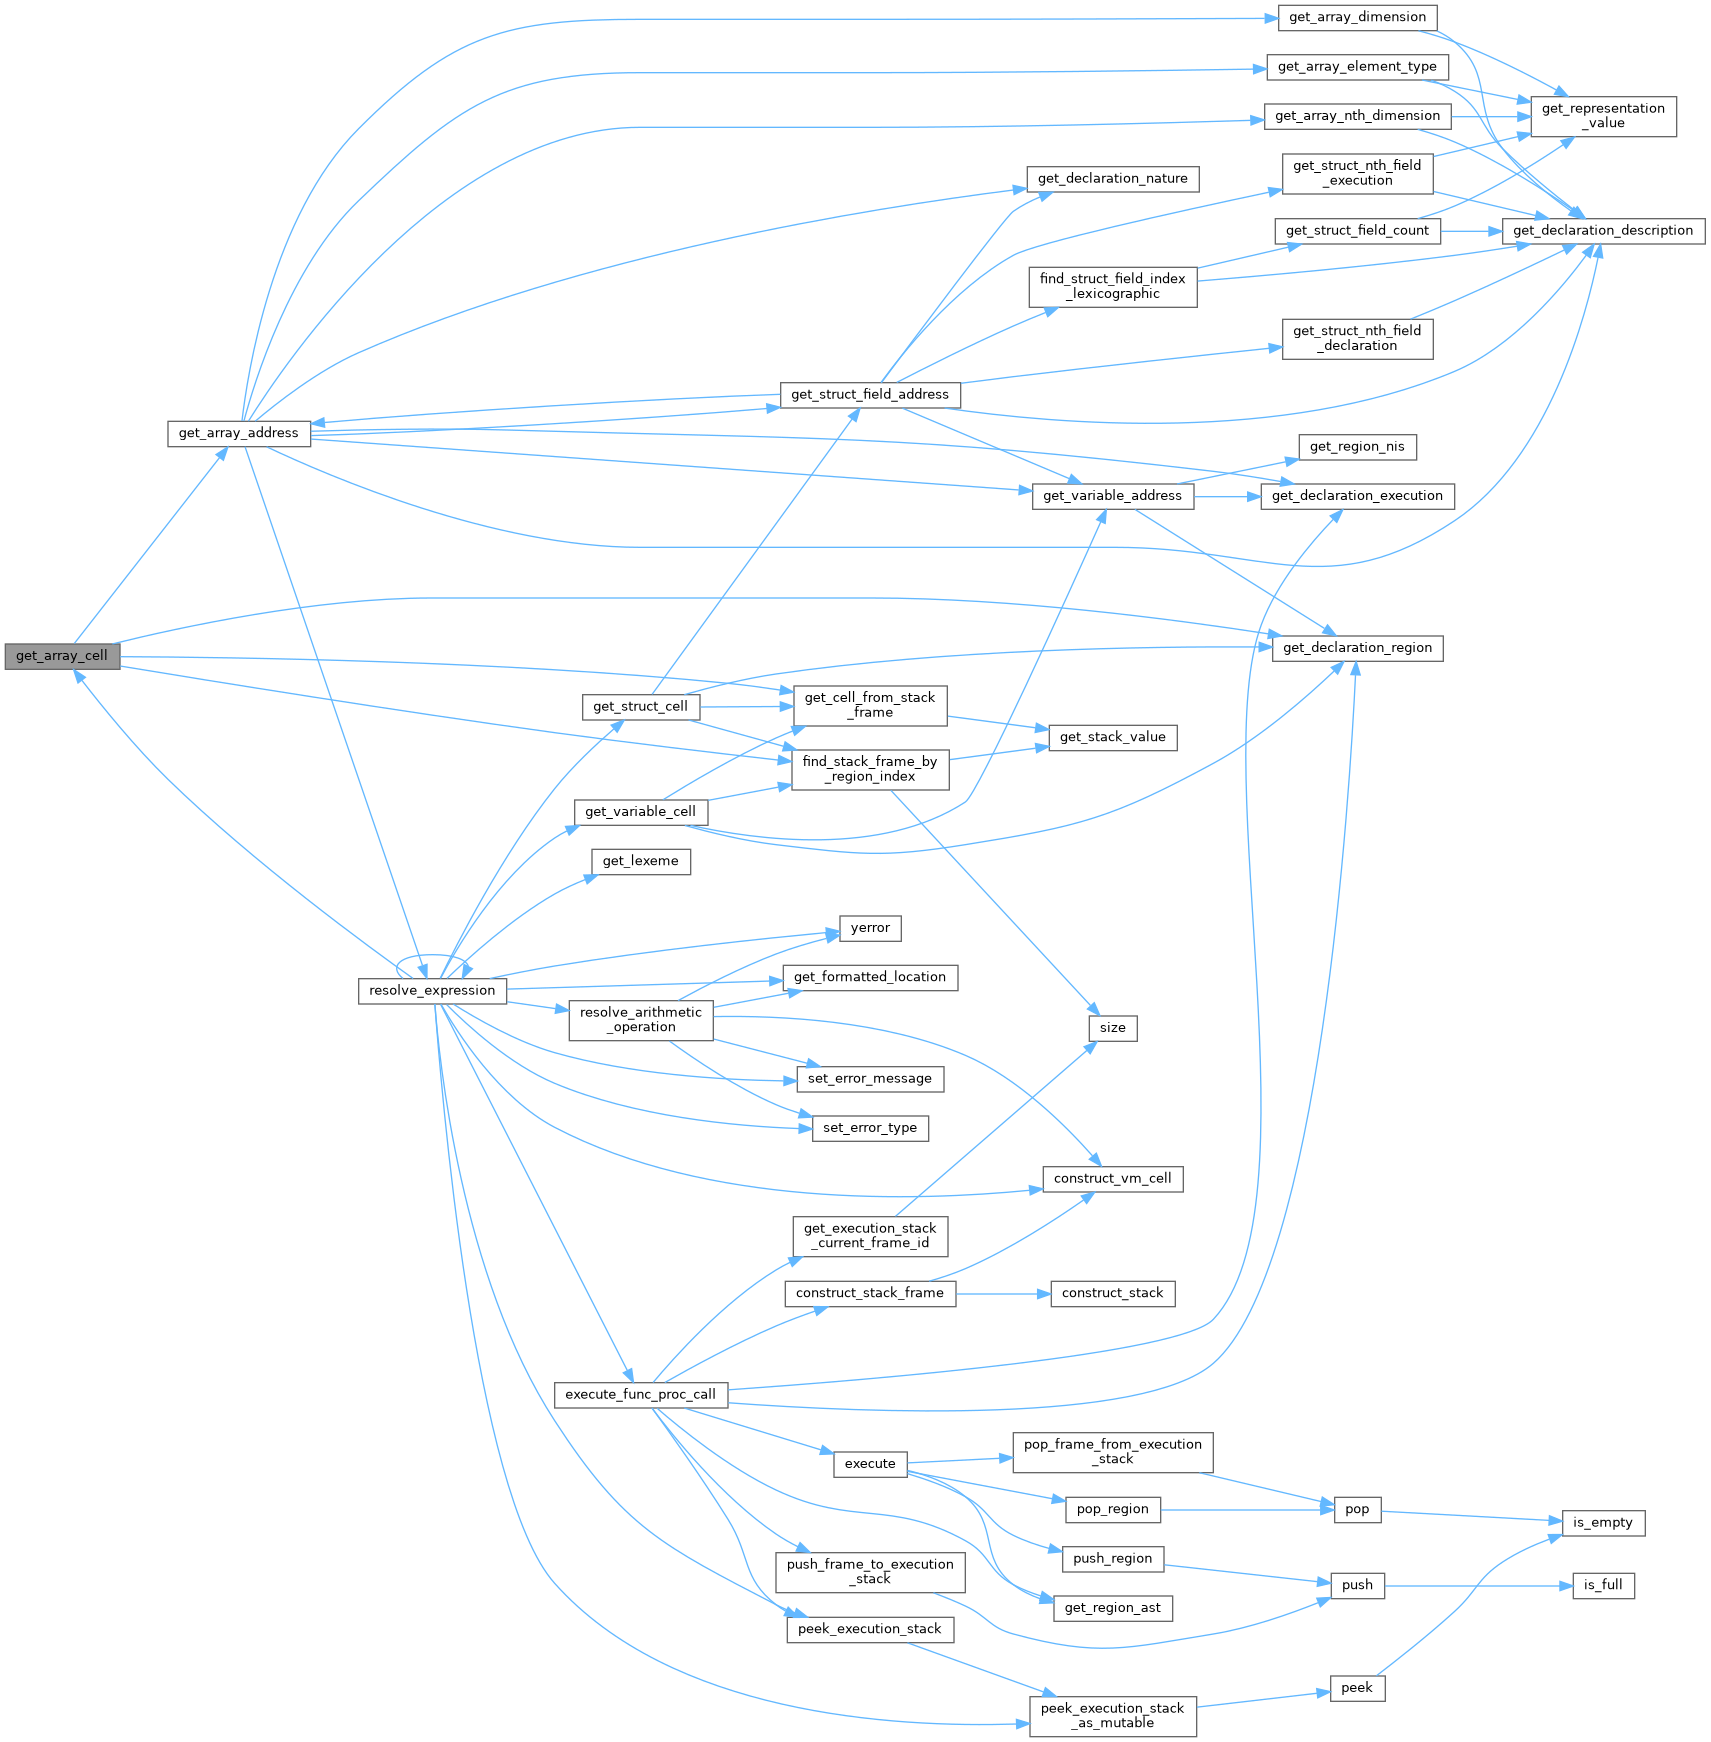 get_array_dimension
get_array_element_type
get_representation
_value
get_array_nth_dimension
get_struct_nth_field
_execution
get_declaration_nature
get_struct_field_count
get_declaration_description
find_struct_field_index
_lexicographic
get_struct_nth_field
_declaration
get_struct_field_address
get_array_address
get_region_nis
get_variable_address
get_declaration_execution
get_array_cell
get_declaration_region
get_struct_cell
get_cell_from_stack
_frame
get_stack_value
find_stack_frame_by
_region_index
get_variable_cell
get_lexeme
yerror
get_formatted_location
resolve_expression
resolve_arithmetic
_operation
size
set_error_message
set_error_type
construct_vm_cell
get_execution_stack
_current_frame_id
construct_stack_frame
construct_stack
execute_func_proc_call
pop_frame_from_execution
_stack
execute
pop_region
pop
is_empty
push_region
push_frame_to_execution
_stack
push
is_full
get_region_ast
peek_execution_stack
peek
peek_execution_stack
_as_mutable